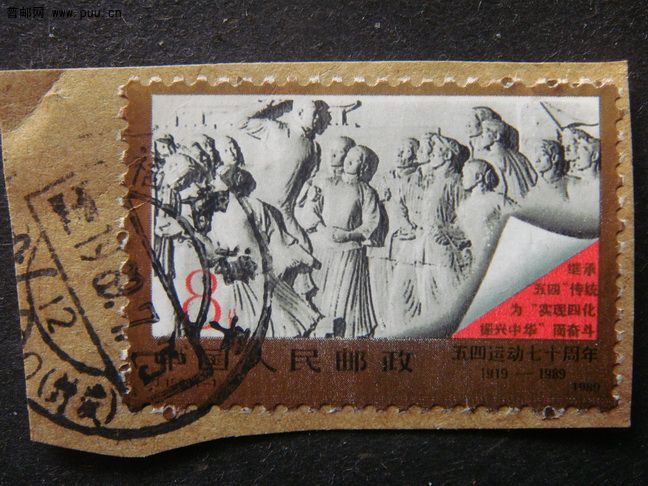 普邮网
www.puu.cn
8
继承
五四"传统
为"实现四化
振兴中华"而奋斗
中国人民邮政
五四运动七十周年
1919—1989
1989